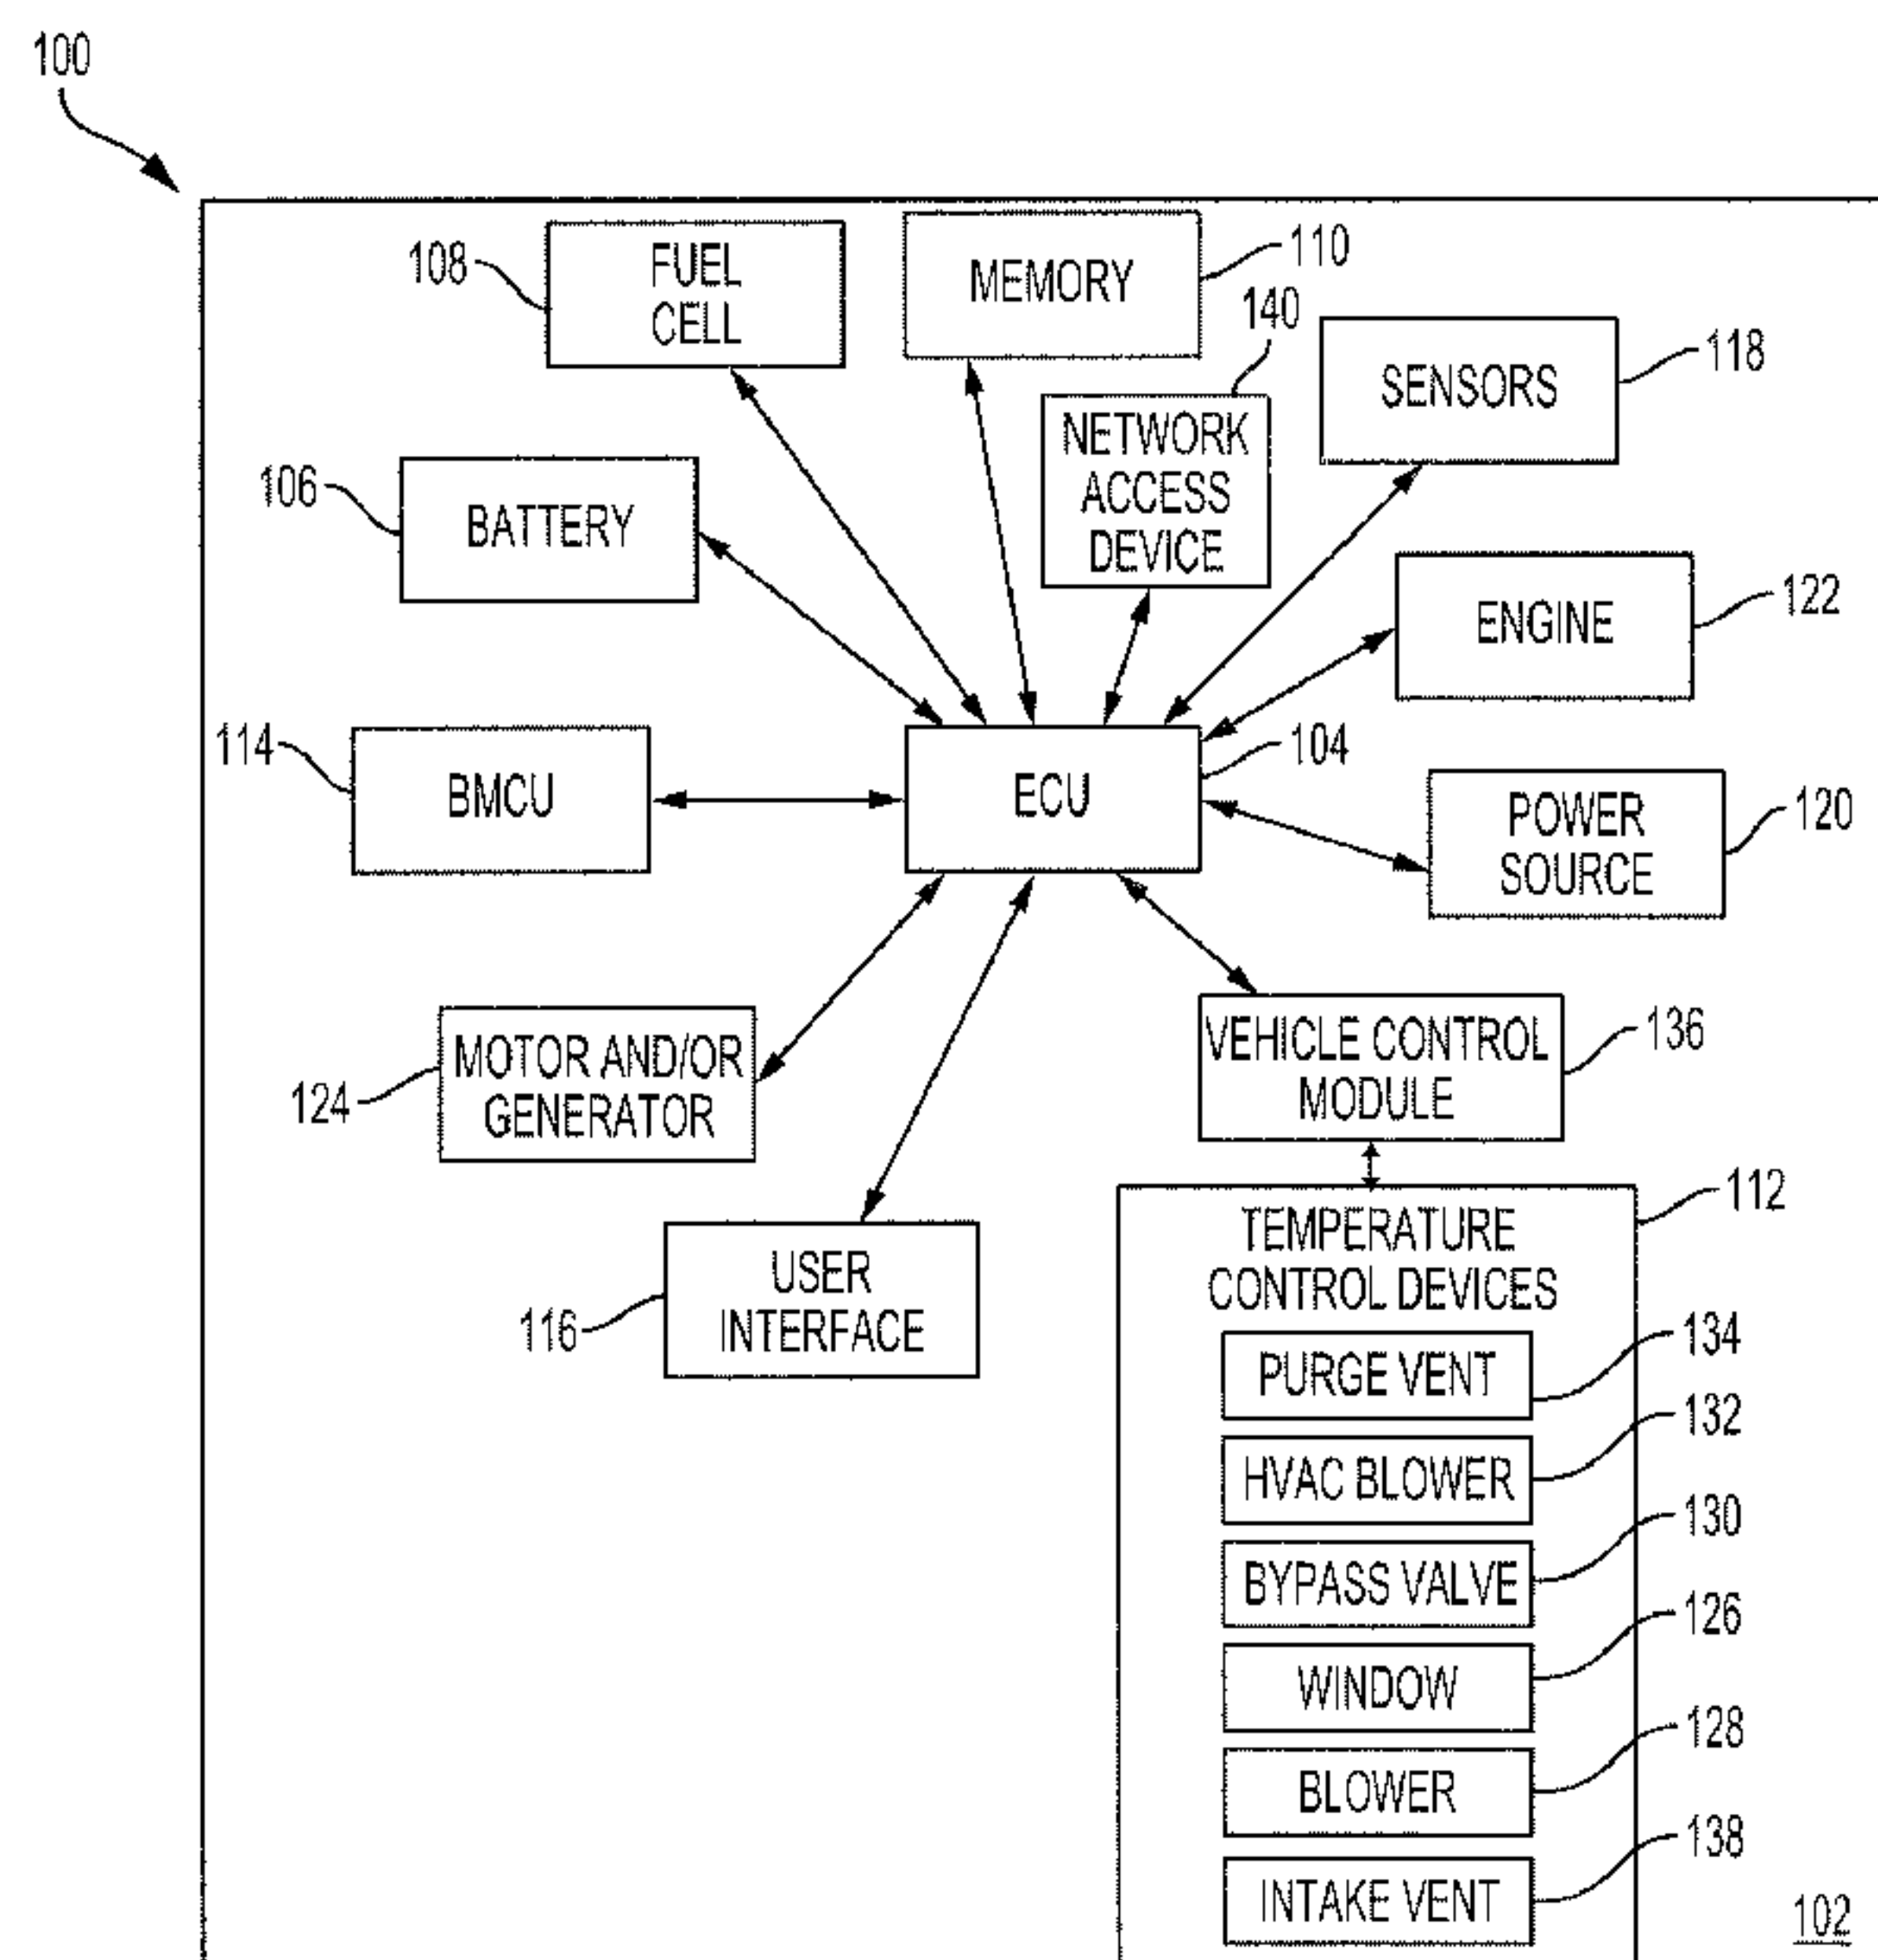 100
108
FUEL
CELL
MEMORY
110
140
SENSORS
118
NETWORK
ACCESS
DEVICE
106
BATTERY
ENGINE
122
114
BMCU
ECU
104
POWER
SOURCE
120
124
MOTOR AND/OR
GENERATOR
VEHICLE CONTROL
MODULE
136
116
USER
INTERFACE
112
TEMPERATURE
CONTROL DEVICES
PURGE VENT
134
HVAC BLOWER
132
BYPASS VALVE
130
WINDOW
126
BLOWER
128
INTAKE VENT
138
102